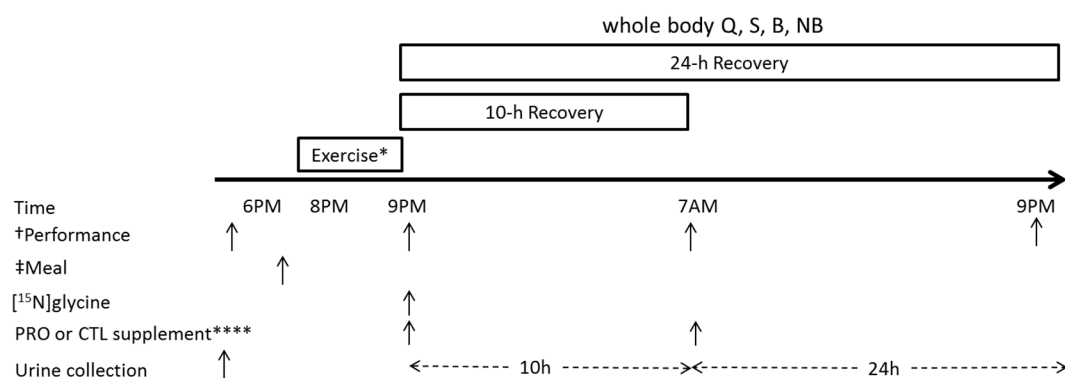 whole body Q, S, B, NB
24-h Recovery
10-h Recovery
Exercise*
Time 6PM 8PM 9PM 7AM 9PM
†Performance
‡Meal
[¹⁵N]glycine
PRO or CTL supplement****
Urine collection 10h 24h